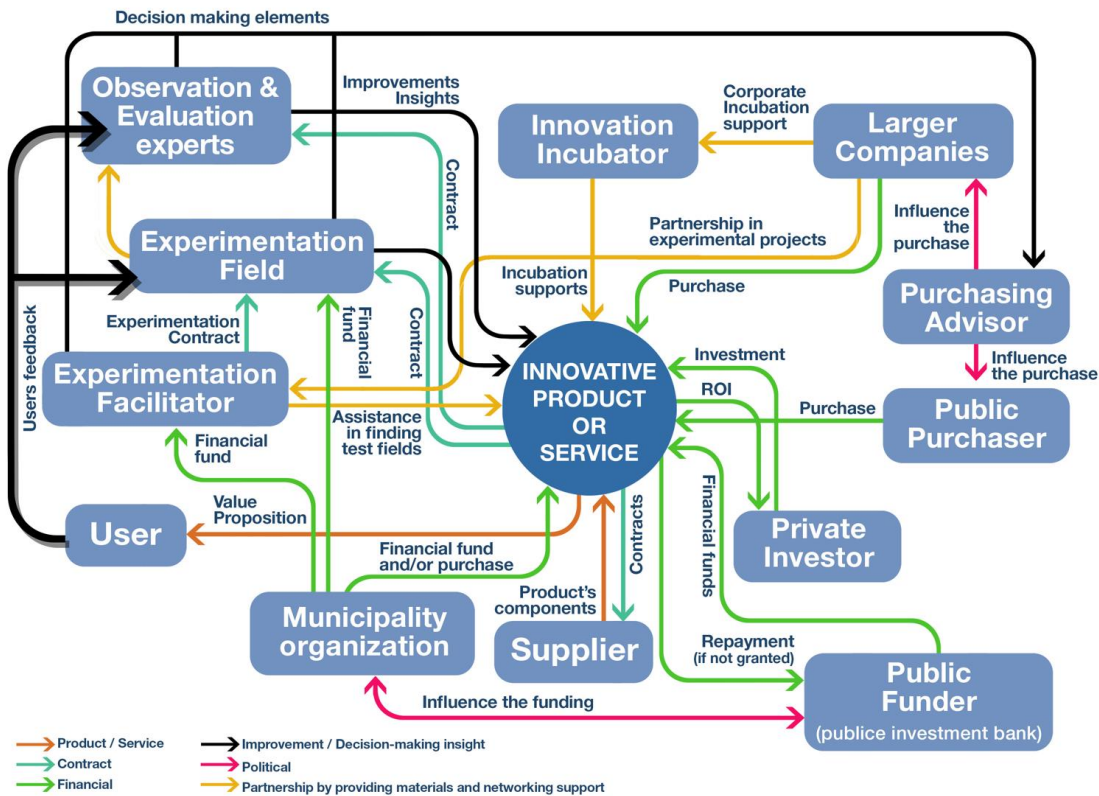 Decision making elements
Observation &
Evaluation
experts
Improvements
Insights
Innovation
Incubator
Corporate
Incubation
support
Larger
Companies
Contract
Experimentation
Field
Partnership in
experimental projects
Influence
the
purchase
Incubation
supports
Purchase
Purchasing
Advisor
Users feedback
Experimentation
Contract
Financial
fund
Contract
Experimentation
Facilitator
INNOVATIVE
PRODUCT
OR
SERVICE
Investment
ROI
Influence
the purchase
Purchase
Public
Purchaser
Assistance
in finding
test fields
Financial
fund
User
Value
Proposition
Financial fund
and/or purchase
Contracts
Financial funds
Private
Investor
Product's
components
Municipality
organization
Supplier
Repayment
(if not granted)
Public
Funder
(publice investment bank)
Influence the funding
Product / Service
Contract
Financial
Improvement / Decision-making insight
Political
Partnership by providing materials and networking support